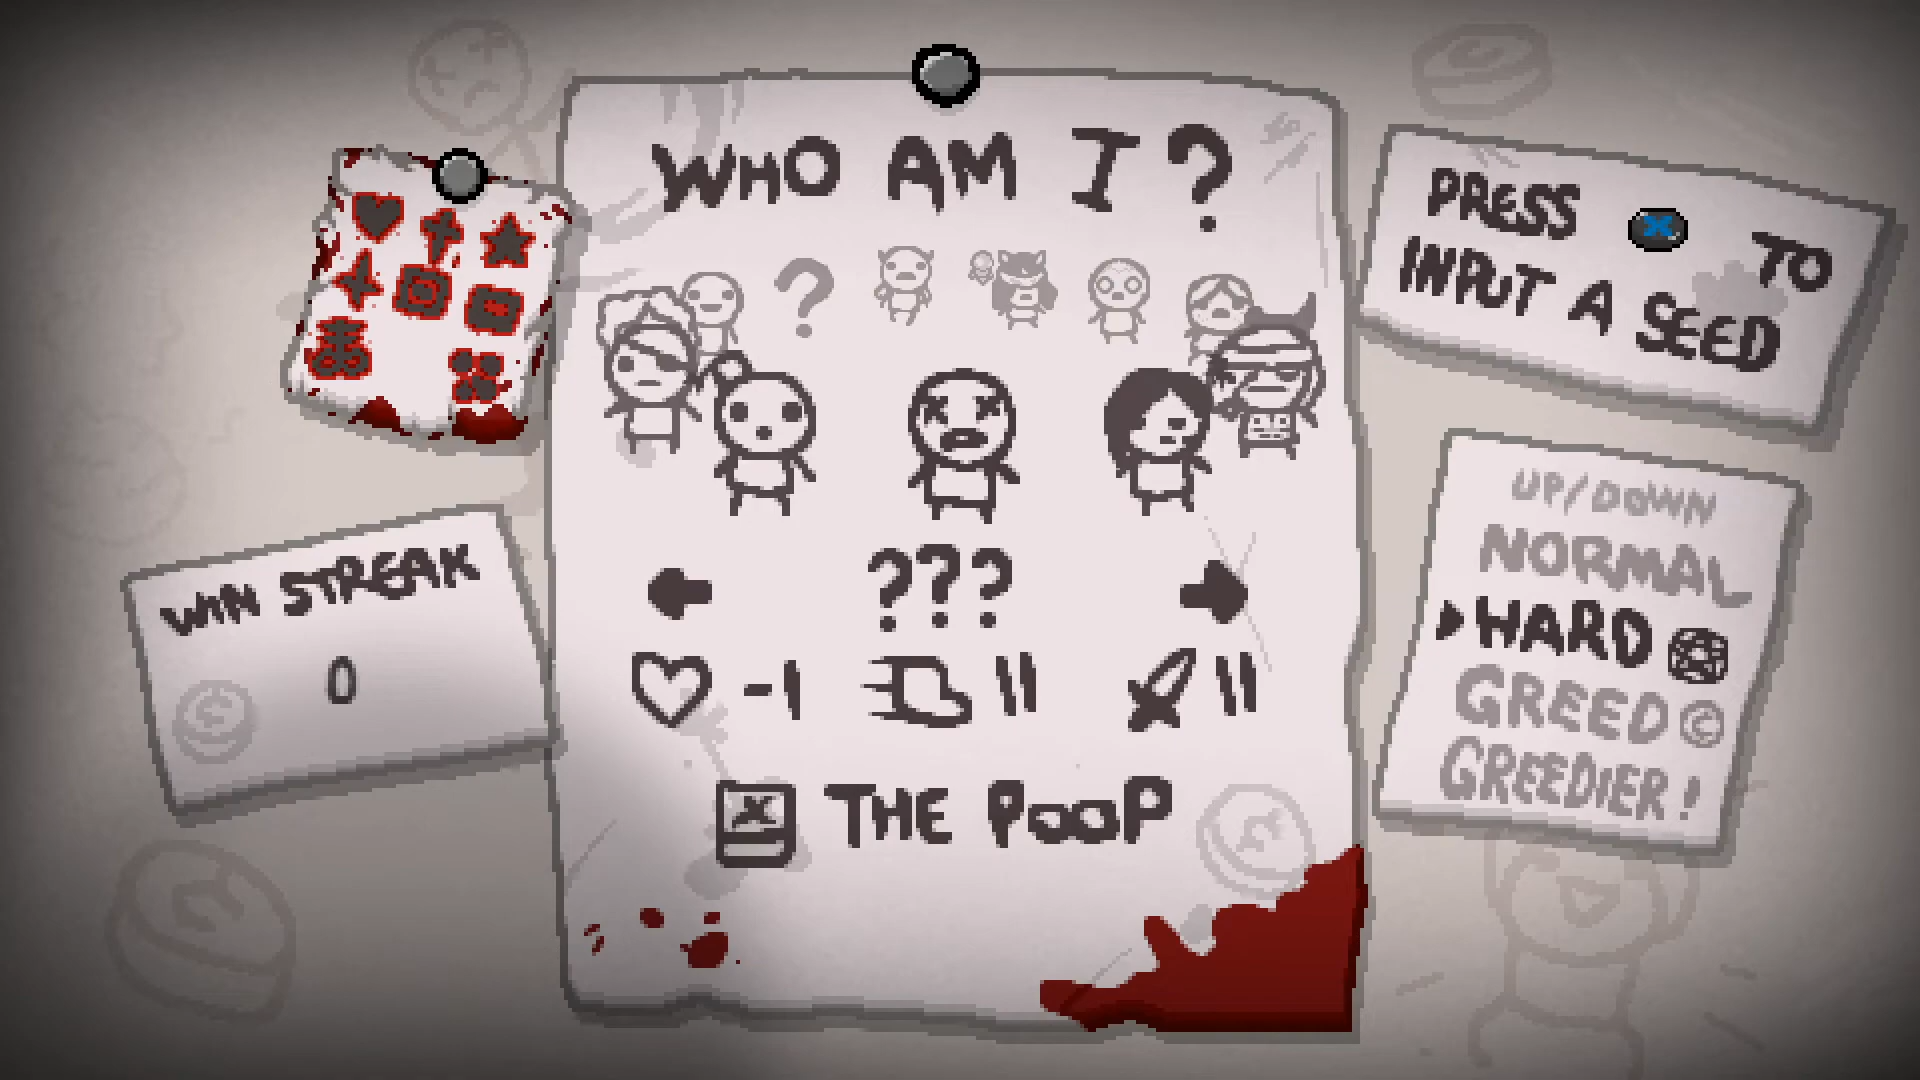 WHO AM I?
?
???
-1
THE POOP
WIN STREAK
0
PRESS X TO
INPUT A SEED
UP/DOWN
NORMAL
HARD
GREED ©
GREEDIER!